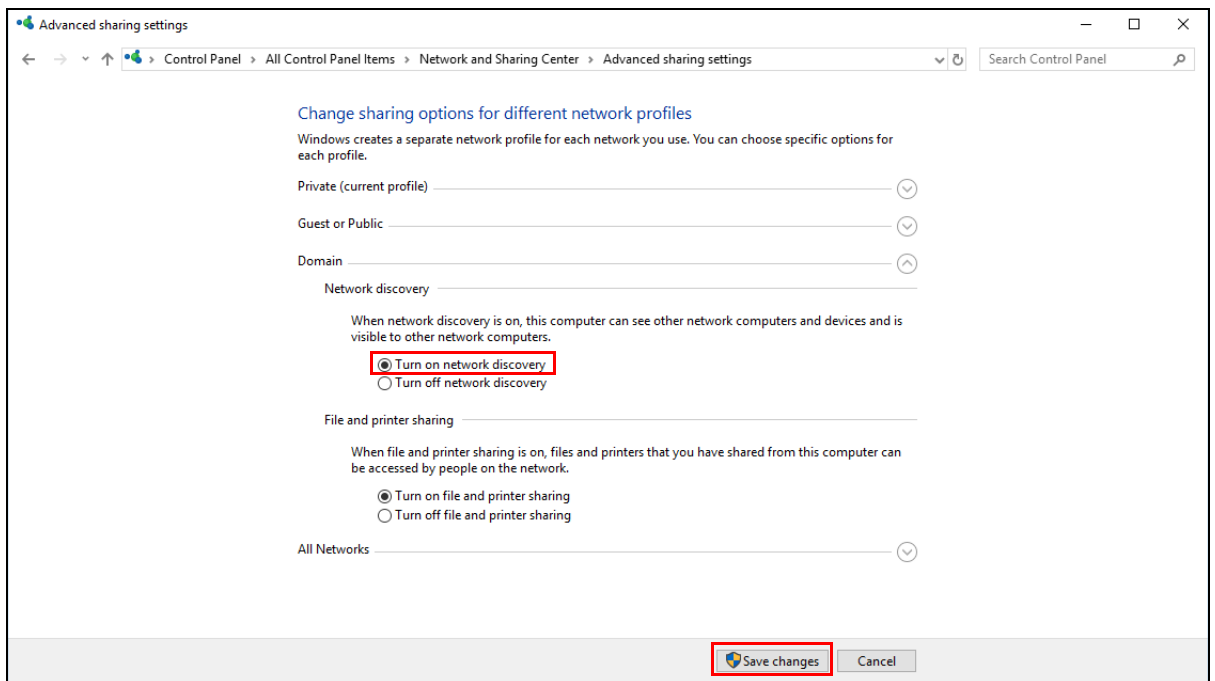 Advanced sharing settings
Control Panel > All Control Panel Items > Network and Sharing Center > Advanced sharing settings
Search Control Panel
Change sharing options for different network profiles
Windows creates a separate network profile for each network you use. You can choose specific options for
each profile.
Private (current profile)
Guest or Public
Domain
Network discovery
When network discovery is on, this computer can see other network computers and devices and is
visible to other network computers.
Turn on network discovery
Turn off network discovery
File and printer sharing
When file and printer sharing is on, files and printers that you have shared from this computer can
be accessed by people on the network.
Turn on file and printer sharing
Turn off file and printer sharing
All Networks
Save changes
Cancel